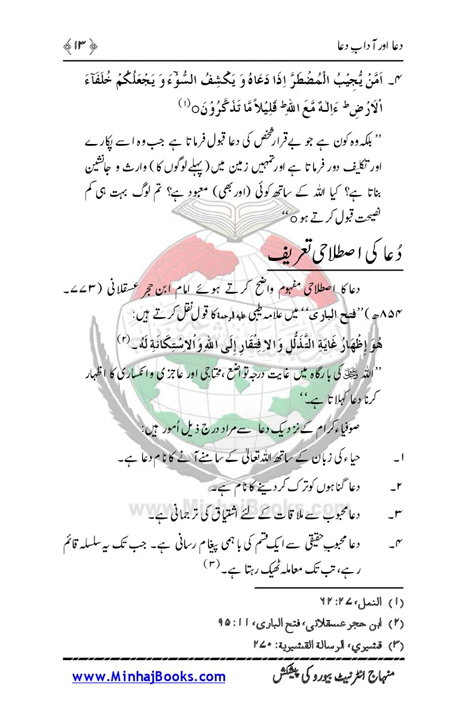 دعا اور آدابِ دعا ﴿ ۱۳ ﴾
۴۔ اَمَّنْ يُّجِيْبُ الْمُضْطَرَّ اِذَا دَعَاهُ وَ يَكْشِفُ السُّوْٓءَ وَ يَجْعَلُكُمْ خُلَفَآءَ
الْاَرْضِ ؕ ءَاِلٰهٌ مَّعَ اللهِ ؕ قَلِيْلًا مَّا تَذَكَّرُوْنَ○(۱)
’’بلکہ وہ کون ہے جو بے قرار شخص کی دعا قبول فرماتا ہے جب وہ اسے پکارے
اور تکلیف دور فرماتا ہے اور تمہیں زمین میں (پہلے لوگوں کا) وارث و جانشین
بناتا ہے؟ کیا اللہ کے ساتھ کوئی (اور بھی) معبود ہے؟ تم لوگ بہت ہی کم
نصیحت قبول کرتے ہو○‘‘
دُعا کی اصطلاحی تعریف
دعا کا اصطلاحی مفہوم واضح کرتے ہوئے امام ابن حجر عسقلانی (۷۷۳۔
۸۵۴ھ) ’’فتح الباری‘‘ میں علامہ طیبی علیہ الرحمۃ کا قول نقل کرتے ہیں:
هُوَ إِظْهَارُ غَايَةِ التَّذَلُّلِ وَالِافْتِقَارِ إِلَى اللهِ وَالْاِسْتِكَانَةِ لَهُ۔(۲)
’’اللہ ﷻ کی بارگاہ میں غایت درجہ تواضع، محتاجی اور عاجزی و انکساری کا اظہار
کرنا دعا کہلاتا ہے۔‘‘
صوفیاء کرام کے نزدیک دعا سے مراد درج ذیل اُمور ہیں:
۱۔ حیاء کی زبان کے ساتھ اللہ تعالیٰ کے سامنے آنے کا نام دعا ہے۔
۲۔ دعا گناہوں کو ترک کر دینے کا نام ہے۔
۳۔ دعا محبوب سے ملاقات کے لئے اشتیاق کی ترجمانی ہے۔
۴۔ دعا محبوبِ حقیقی سے ایک قسم کی باہمی پیغام رسانی ہے۔ جب تک یہ سلسلہ قائم
رہے، تب تک معاملہ ٹھیک رہتا ہے۔(۳)
(۱) النمل، ۲۷: ۶۲
(۲) ابن حجر عسقلانی، فتح الباری، ۱۱: ۹۵
(۳) قشیری، الرسالة القشیریة: ۲۷۰
www.MinhajBooks.com
منہاج انٹرنیٹ بیورو کی پیشکش www.MinhajBooks.com